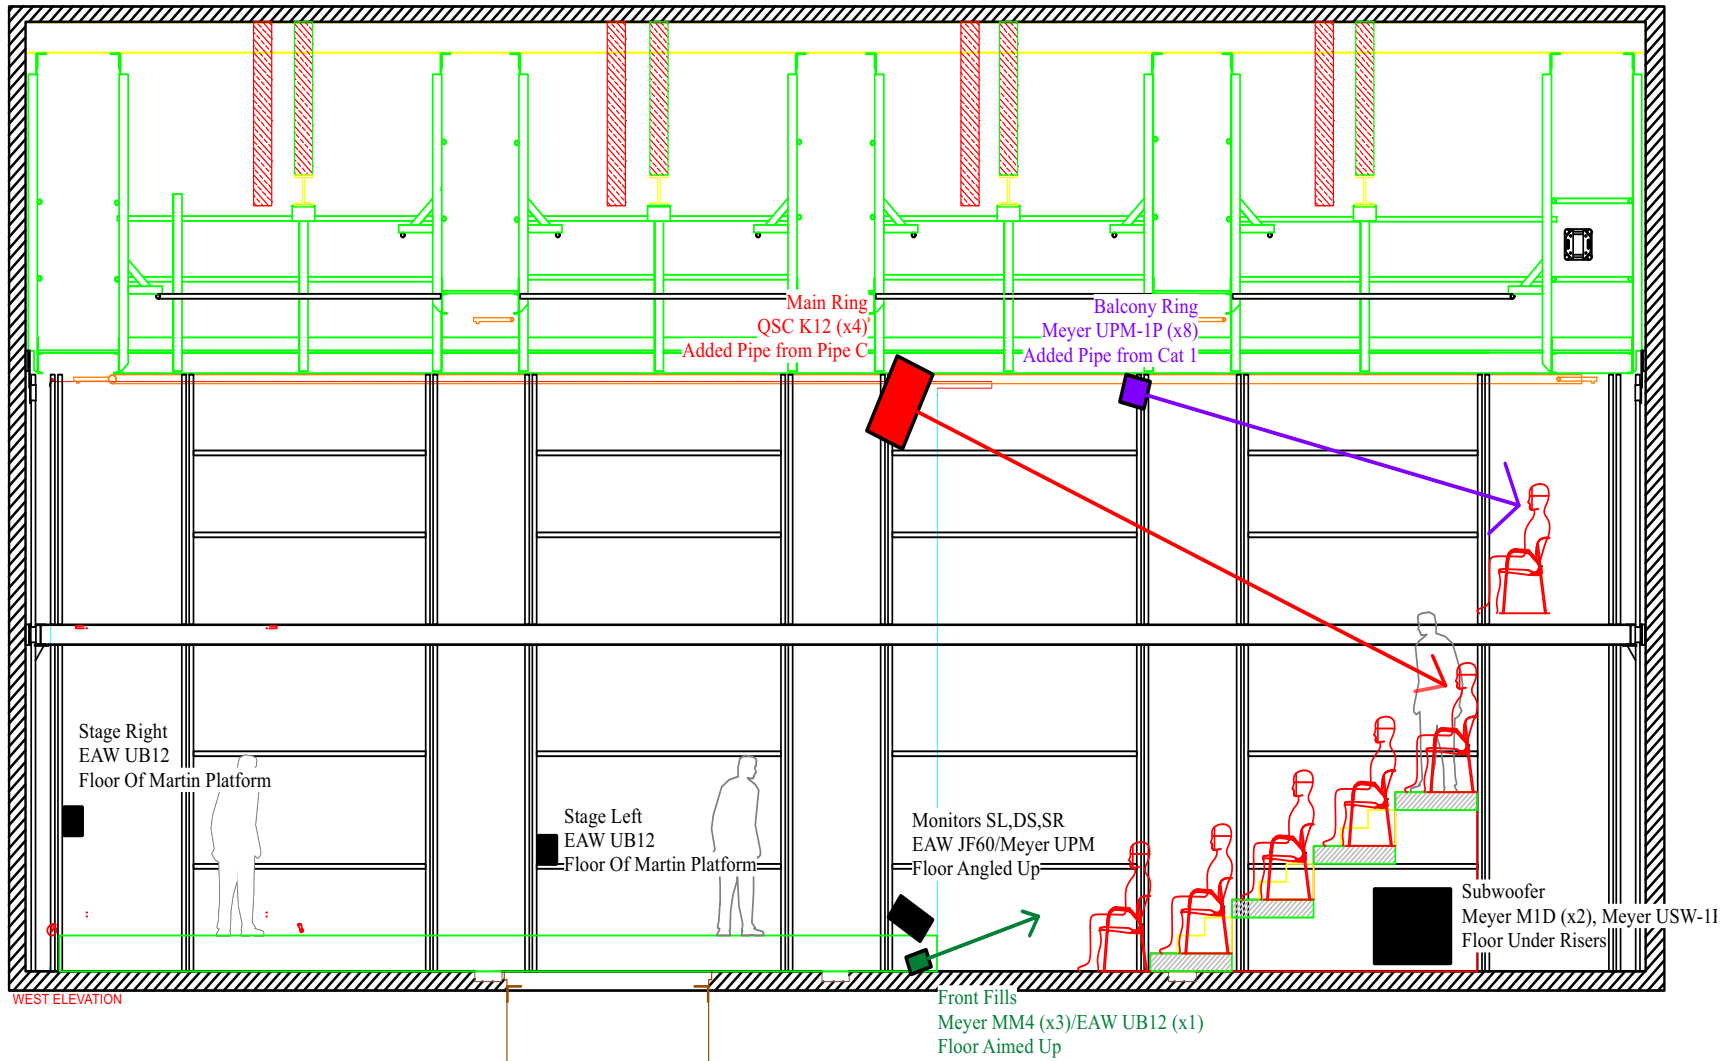 Main Ring
QSC K12 (x4)
Added Pipe from Pipe C
Balcony Ring
Meyer UPM-1P (x8)
Added Pipe from Cat 1
Stage Right
EAW UB12
Floor Of Martin Platform
Stage Left
EAW UB12
Floor Of Martin Platform
Monitors SL,DS,SR
EAW JF60/Meyer UPM
Floor Angled Up
Subwoofer
Meyer M1D (x2), Meyer USW-1P
Floor Under Risers
WEST ELEVATION
Front Fills
Meyer MM4 (x3)/EAW UB12 (x1)
Floor Aimed Up